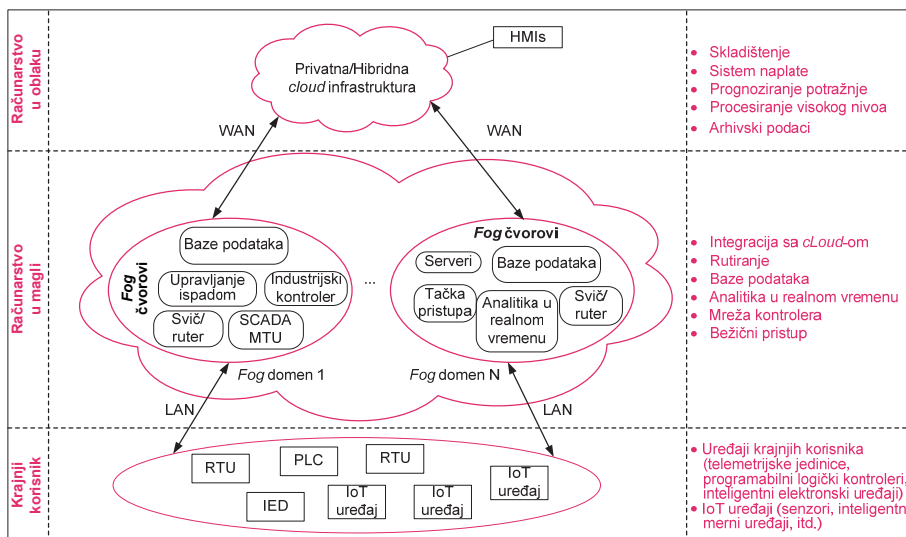 Računarstvo
u oblaku
HMIs
Privatna/Hibridna
cloud infrastruktura
WAN
WAN
Skladištenje
Sistem naplate
Prognoziranje potražnje
Procesiranje visokog nivoa
Arhivski podaci
Računarstvo
u magli
Fog
čvorovi
Baze podataka
Upravljanje
ispadom
Industrijski
kontroler
Svič/
ruter
SCADA
MTU
...
Fog čvorovi
Serveri
Baze podataka
Tačka
pristupa
Analitika u
realnom
vremenu
Svič/
ruter
Fog domen 1
Fog domen N
LAN
LAN
Integracija sa cLoud-om
Rutiranje
Baze podataka
Analitika u realnom vremenu
Mreža kontrolera
Bežični pristup
Krajnji
korisnik
RTU
PLC
RTU
IED
IoT
uređaj
IoT
uređaj
IoT
uređaj
Uređaji krajnjih korisnika
(telemetrijske jedinice,
programabilni logički kontroleri,
inteligentni elektronski uređaji)
IoT uređaji (senzori, inteligentn
merni uređaji, itd.)